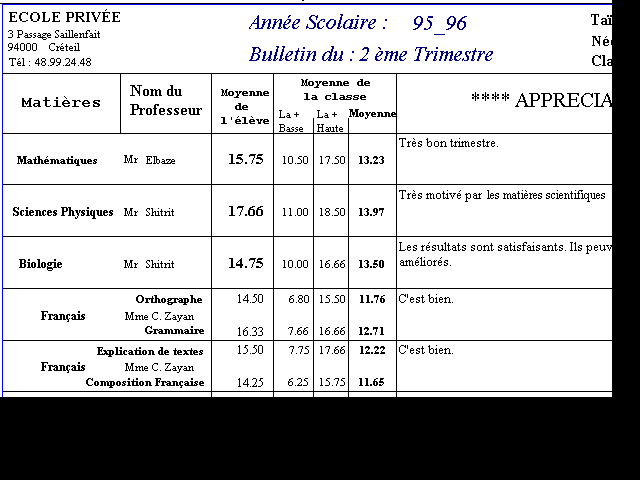 ECOLE PRIVÉE
3 Passage Saillenfait
94000 Créteil
Tél : 48.99.24.48
Année Scolaire : 95_96
Bulletin du : 2 ème Trimestre
Matières
Nom du Professeur
Moyenne de l'élève
Moyenne de la classe
La + Basse
La + Haute
Moyenne
**** APPRECIA
Mathématiques Mr Elbaze 15.75 10.50 17.50 13.23 Très bon trimestre.
Sciences Physiques Mr Shitrit 17.66 11.00 18.50 13.97 Très motivé par les matières scientifiques
Biologie Mr Shitrit 14.75 10.00 16.66 13.50 Les résultats sont satisfaisants. Ils peuv
améliorés.
Orthographe 14.50 6.80 15.50 11.76 C'est bien.
Français Mme C. Zayan
Grammaire 16.33 7.66 16.66 12.71
Explication de textes 15.50 7.75 17.66 12.22 C'est bien.
Français Mme C. Zayan
Composition Française 14.25 6.25 15.75 11.65